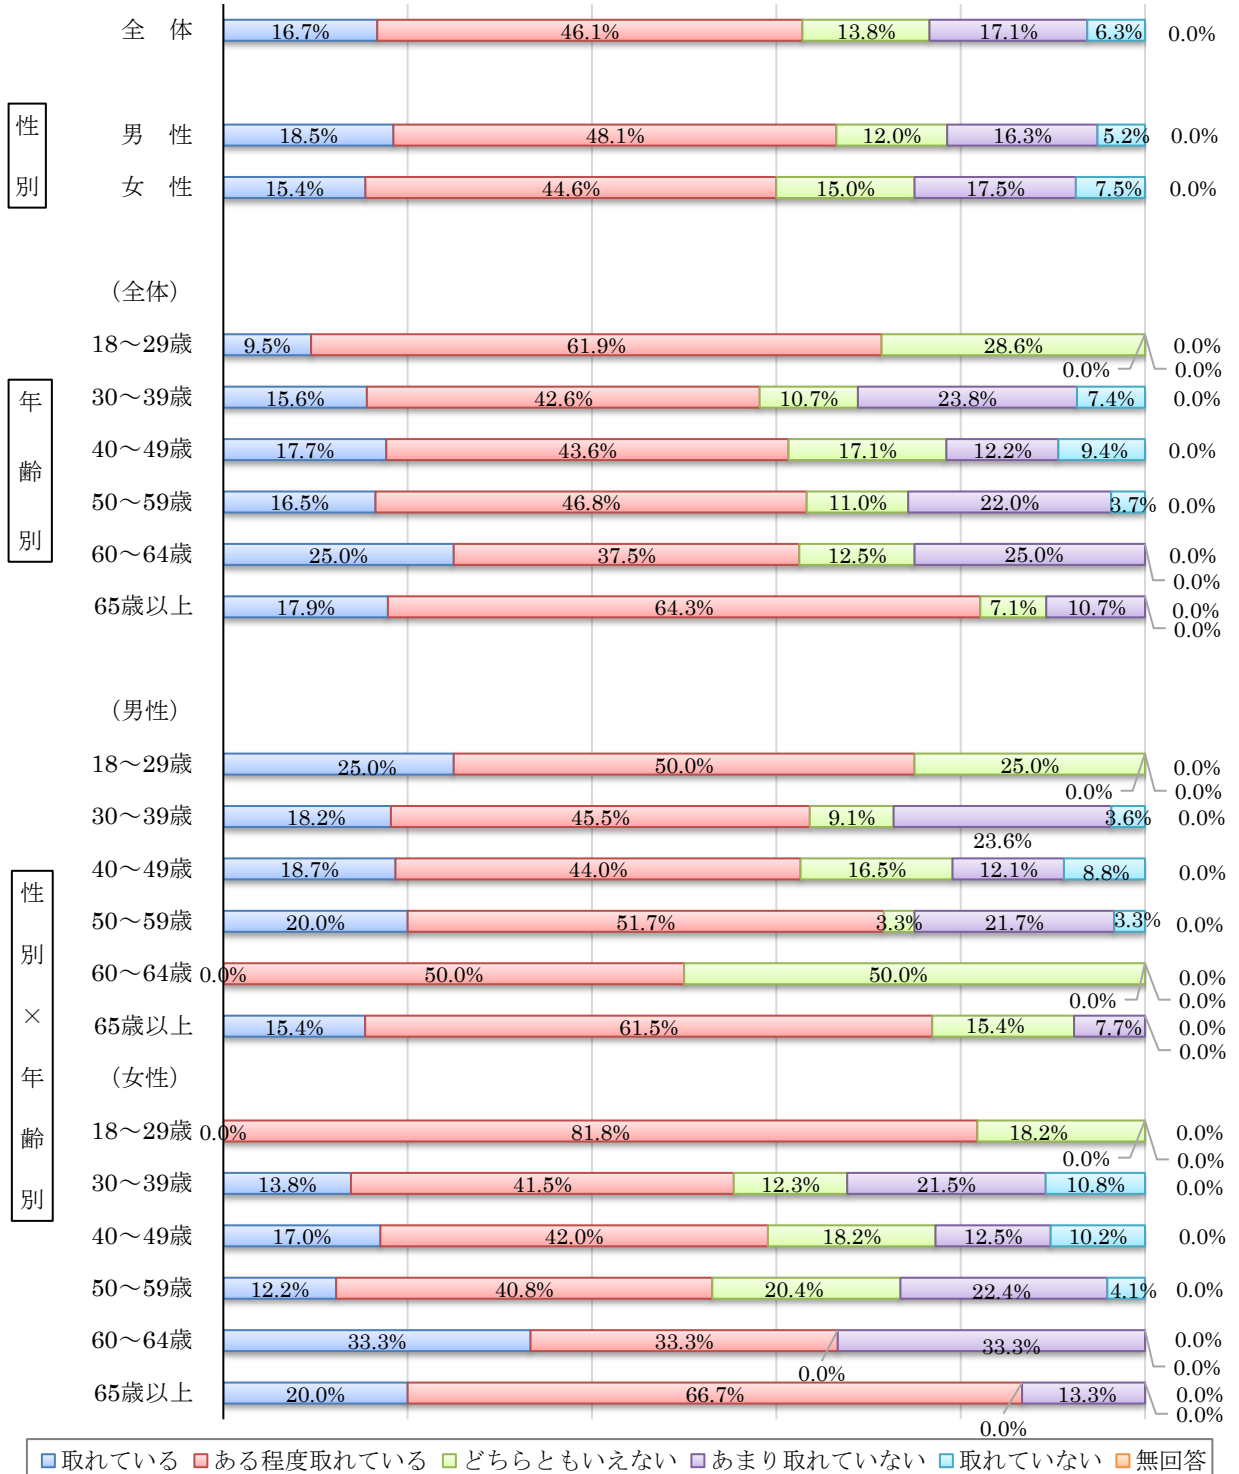 全　体 16.7% 46.1% 13.8% 17.1% 6.3% 0.0%
性別
男　性 18.5% 48.1% 12.0% 16.3% 5.2% 0.0%
女　性 15.4% 44.6% 15.0% 17.5% 7.5% 0.0%
（全体）
年齢別
18～29歳 9.5% 61.9% 28.6% 0.0% 0.0% 0.0%
30～39歳 15.6% 42.6% 10.7% 23.8% 7.4% 0.0%
40～49歳 17.7% 43.6% 17.1% 12.2% 9.4% 0.0%
50～59歳 16.5% 46.8% 11.0% 22.0% 3.7% 0.0%
60～64歳 25.0% 37.5% 12.5% 25.0% 0.0% 0.0%
65歳以上 17.9% 64.3% 7.1% 10.7% 0.0% 0.0%
性別×年齢別
（男性）
18～29歳 25.0% 50.0% 25.0% 0.0% 0.0% 0.0%
30～39歳 18.2% 45.5% 9.1% 23.6% 3.6% 0.0%
40～49歳 18.7% 44.0% 16.5% 12.1% 8.8% 0.0%
50～59歳 20.0% 51.7% 3.3% 21.7% 3.3% 0.0%
60～64歳 0.0% 50.0% 50.0% 0.0% 0.0% 0.0%
65歳以上 15.4% 61.5% 15.4% 7.7% 0.0% 0.0%
（女性）
18～29歳 0.0% 81.8% 18.2% 0.0% 0.0% 0.0%
30～39歳 13.8% 41.5% 12.3% 21.5% 10.8% 0.0%
40～49歳 17.0% 42.0% 18.2% 12.5% 10.2% 0.0%
50～59歳 12.2% 40.8% 20.4% 22.4% 4.1% 0.0%
60～64歳 33.3% 33.3% 0.0% 33.3% 0.0% 0.0%
65歳以上 20.0% 66.7% 0.0% 13.3% 0.0% 0.0%
取れている ある程度取れている どちらともいえない あまり取れていない 取れていない 無回答